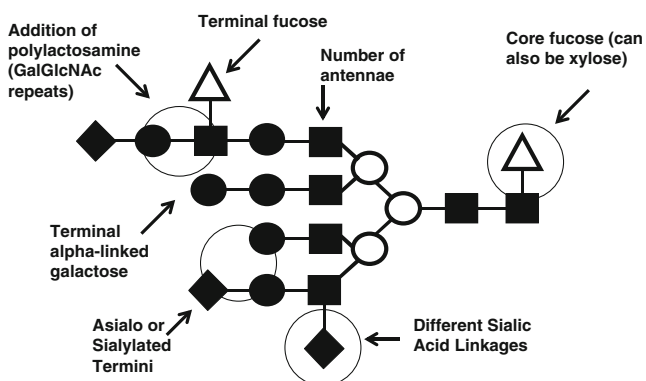 Addition of
polylactosamine
(GalGlcNAc
repeats)
Terminal fucose
Number of
antennae
Core fucose (can
also be xylose)
Terminal
alpha-linked
galactose
Asialo or
Sialylated
Termini
Different Sialic
Acid Linkages